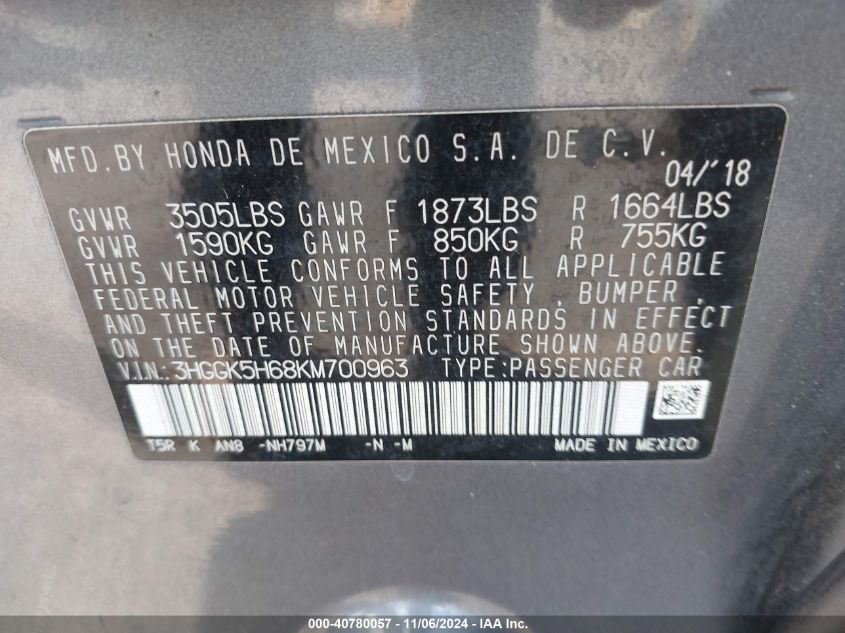 MFD.BY HONDA DE MEXICO S.A. DE C.V.
04/'18
GVWR 3505LBS GAWR F 1873LBS R 1664LBS
GVWR 1590KG GAWR F 850KG R 755KG
THIS VEHICLE CONFORMS TO ALL APPLICABLE
FEDERAL MOTOR VEHICLE SAFETY, BUMPER,
AND THEFT PREVENTION STANDARDS IN EFFECT
ON THE DATE OF MANUFACTURE SHOWN ABOVE.
V.I.N.: 3HGGK5H68KM700963 TYPE:PASSENGER CAR
T5R K AN8 -NH797M -N -M MADE IN MEXICO
000-40780057 - 11/06/2024 - IAA Inc.